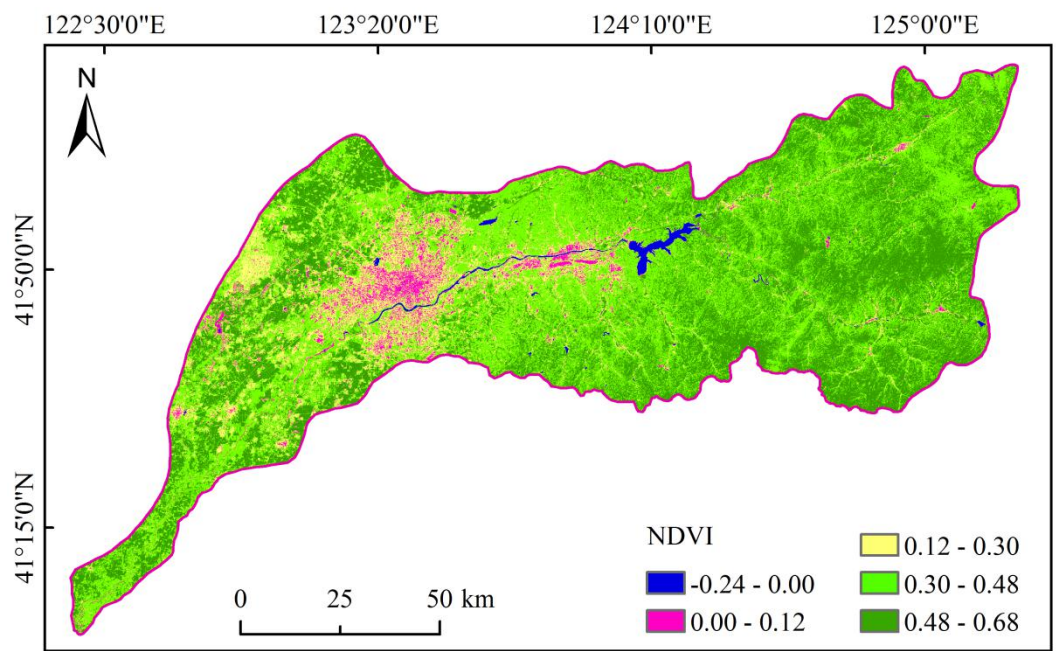 122°30'0"E 123°20'0"E 124°10'0"E 125°0'0"E
N
41°50'0"N
41°15'0"N
NDVI
0.12 - 0.30
-0.24 - 0.00
0.30 - 0.48
0.00 - 0.12
0.48 - 0.68
0 25 50 km